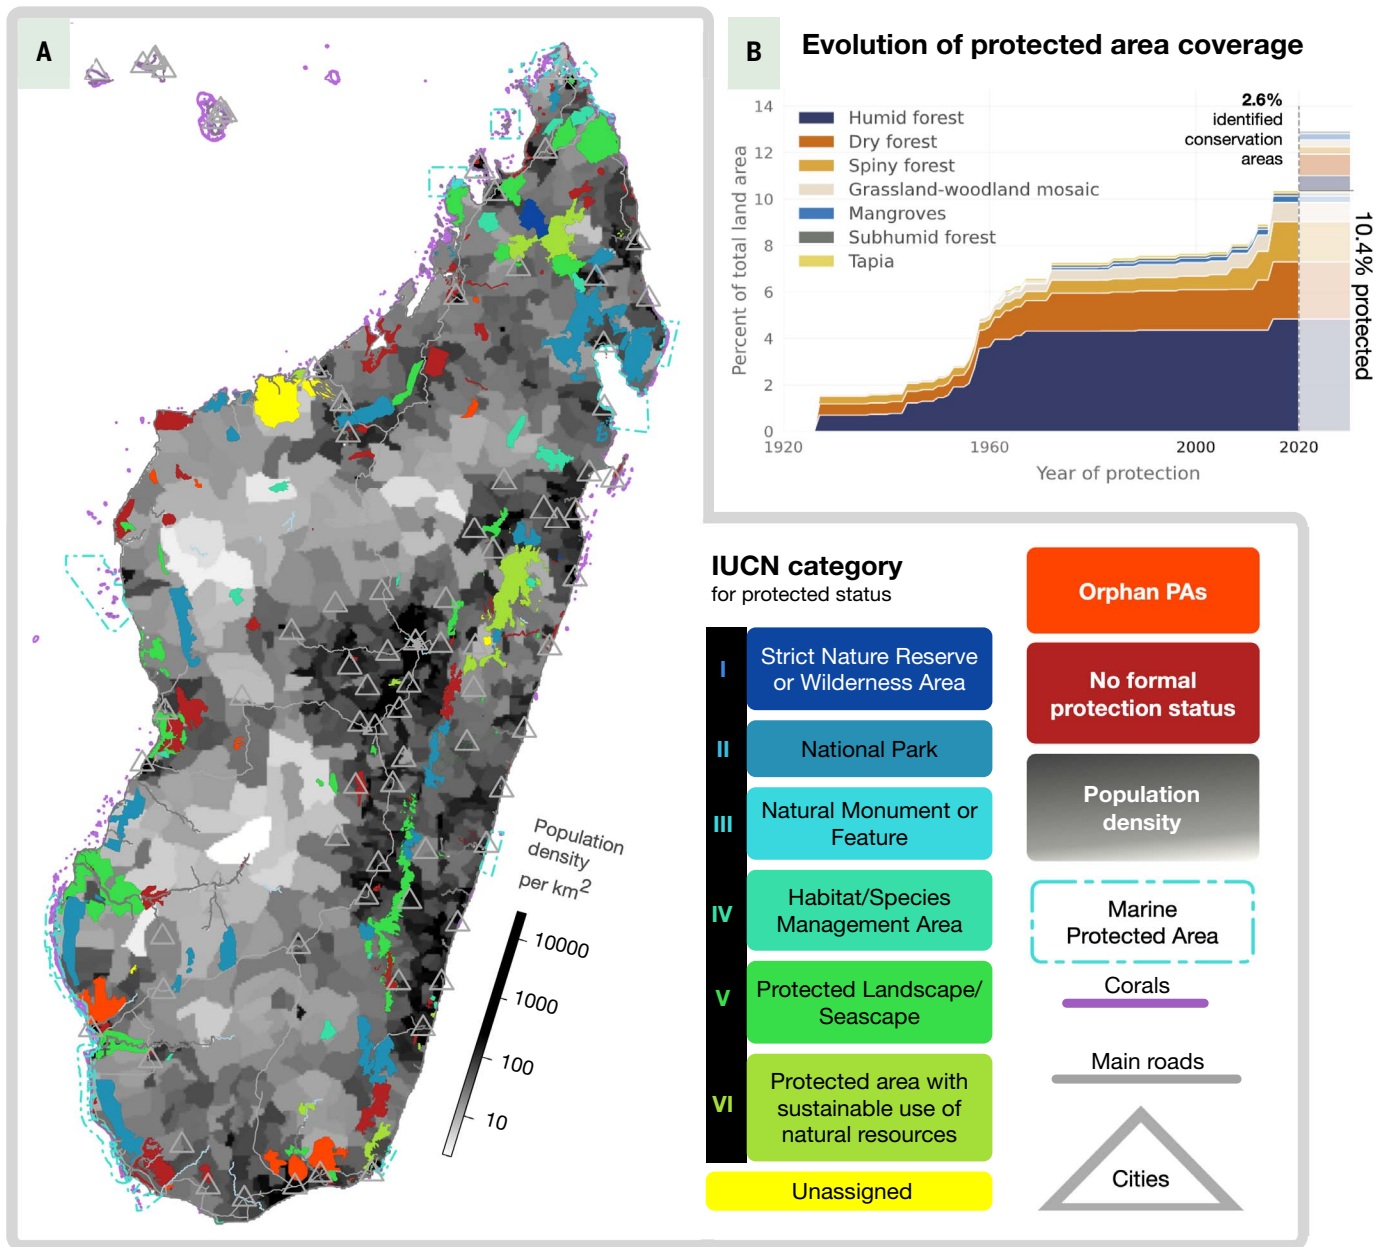 A
B
Evolution of protected area coverage
14
12
10
8
6
4
2
0
Percent of total land area
Humid forest
Dry forest
Spiny forest
Grassland-woodland mosaic
Mangroves
Subhumid forest
Tapia
2.6%
identified
conservation
areas
10.4% protected
1920
1960
2000
2020
Year of protection
Population
density
per km2
10000
1000
100
10
IUCN category
for protected status
I
Strict Nature Reserve
or Wilderness Area
II
National Park
III
Natural Monument or
Feature
IV
Habitat/Species
Management Area
V
Protected Landscape/
Seascape
VI
Protected area with
sustainable use of
natural resources
Unassigned
Orphan PAs
No formal
protection status
Population
density
Marine
Protected Area
Corals
Main roads
Cities